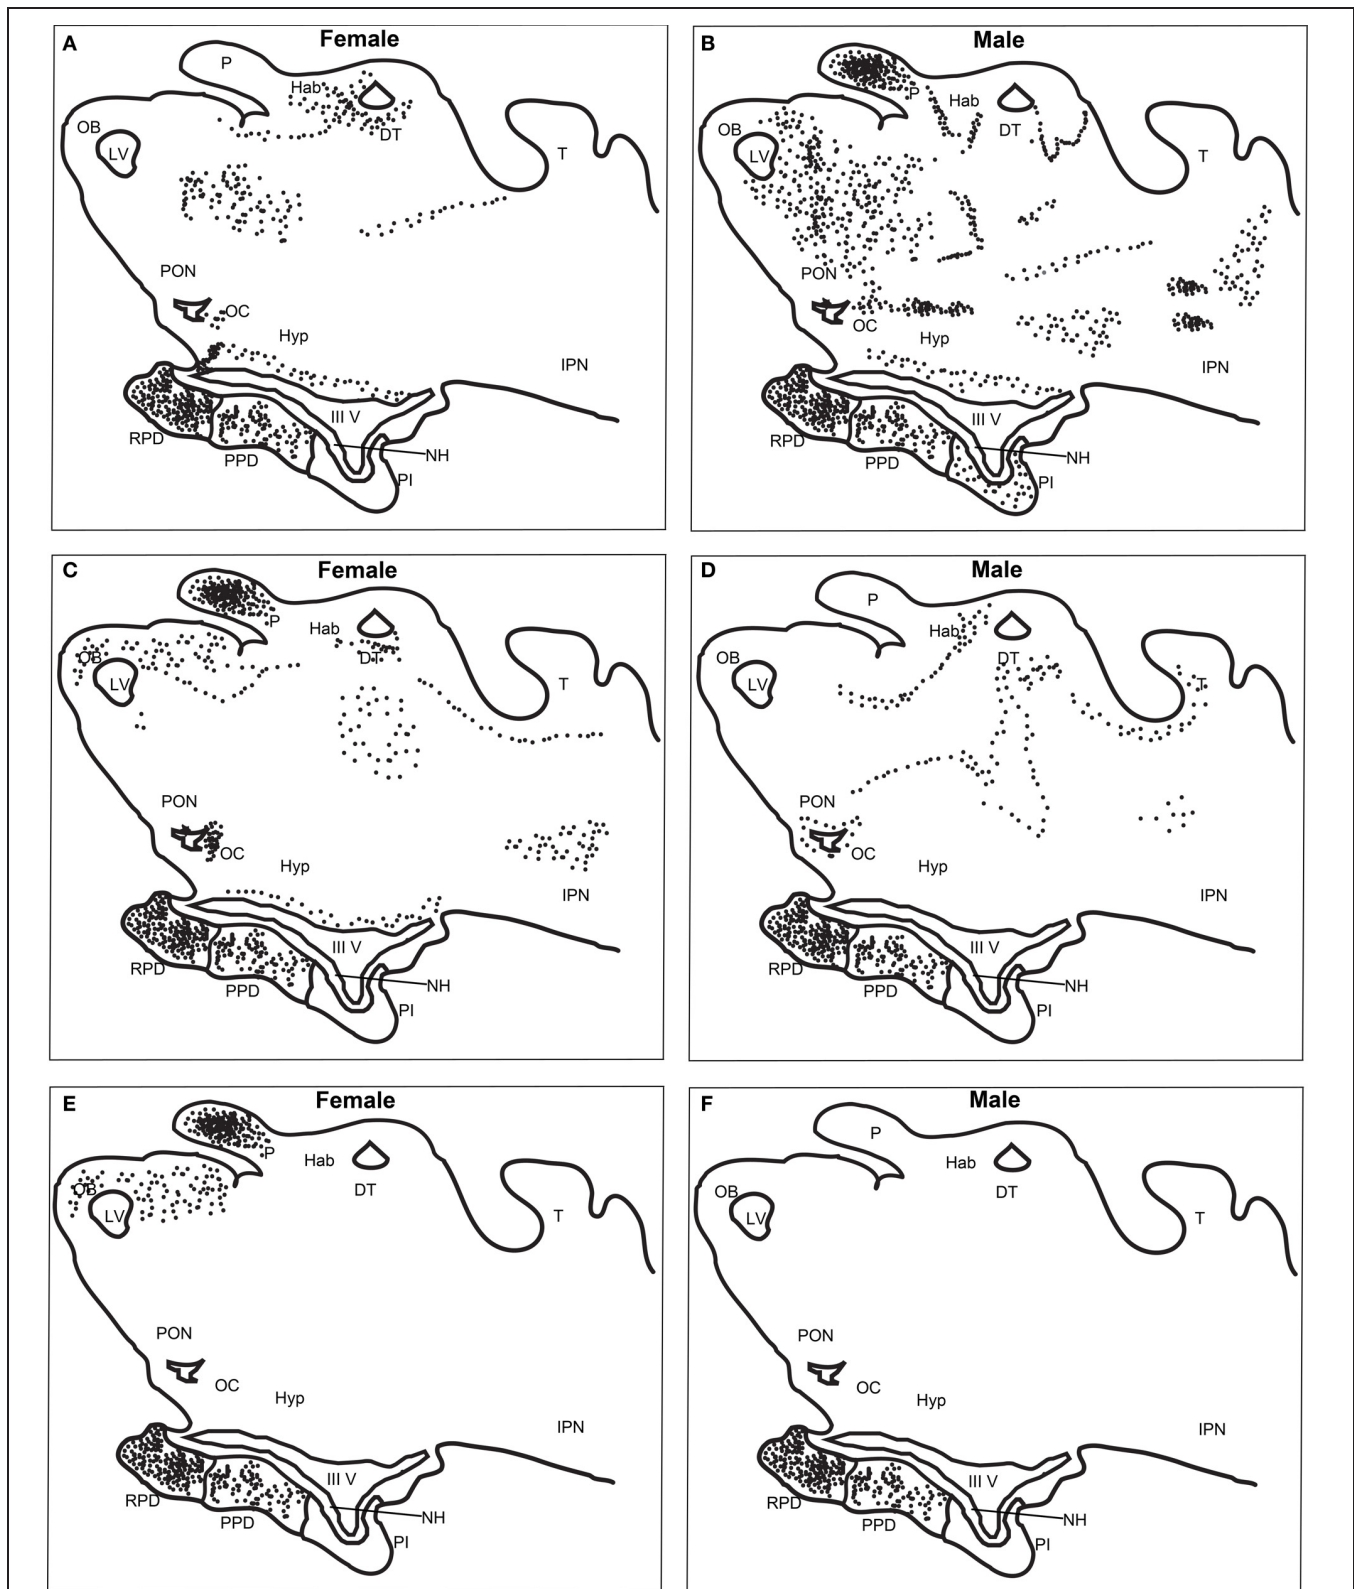 A Female
P
Hab
OB
DT
LV
T
PON
OC
Hyp
IPN
III V
RPD
PPD
NH
PI
B Male
P
Hab
OB
DT
LV
T
PON
OC
Hyp
IPN
III V
RPD
PPD
NH
PI
C Female
P
Hab
OB
DT
LV
T
PON
OC
Hyp
IPN
III V
RPD
PPD
NH
PI
D Male
P
Hab
OB
DT
LV
T
PON
OC
Hyp
IPN
III V
RPD
PPD
NH
PI
E Female
P
Hab
OB
DT
LV
T
PON
OC
Hyp
IPN
III V
RPD
PPD
NH
PI
F Male
P
Hab
OB
DT
LV
T
PON
OC
Hyp
IPN
III V
RPD
PPD
NH
PI